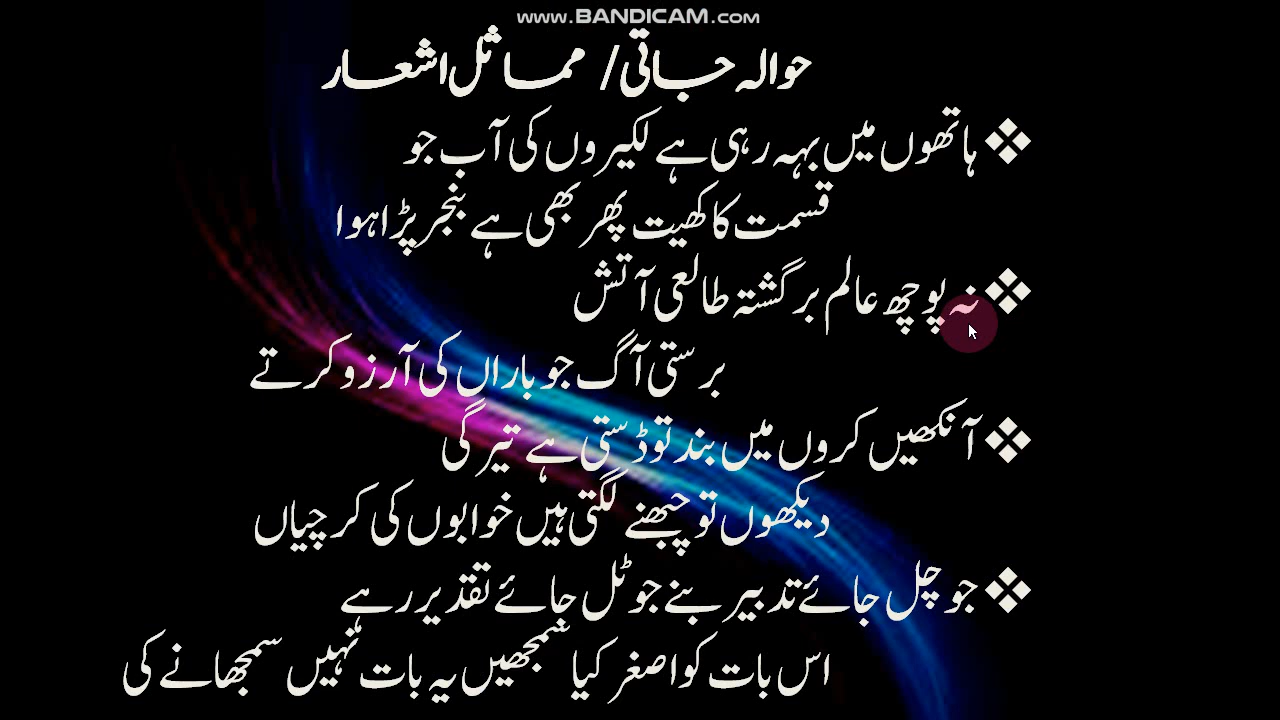 www.BANDICAM.com
حوالہ جاتی/ مماثل اشعار
❖ ہاتھوں میں بہہ رہی ہے لکیروں کی آب جو
قسمت کا کھیت پھر بھی ہے بنجر پڑا ہوا
❖ نہ پوچھ عالم برگشتہ طالعی آتش
برستی آگ جو باراں کی آرزو کرتے
❖ آنکھیں کروں میں بند تو ڈستی ہے تیرگی
دیکھوں تو چبھنے لگتی ہیں خوابوں کی کرچیاں
❖ جو چل جائے تدبیر بنے جو ٹل جائے تقدیر رہے
اس بات کو اصغر کیا سمجھیں یہ بات نہیں سمجھانے کی